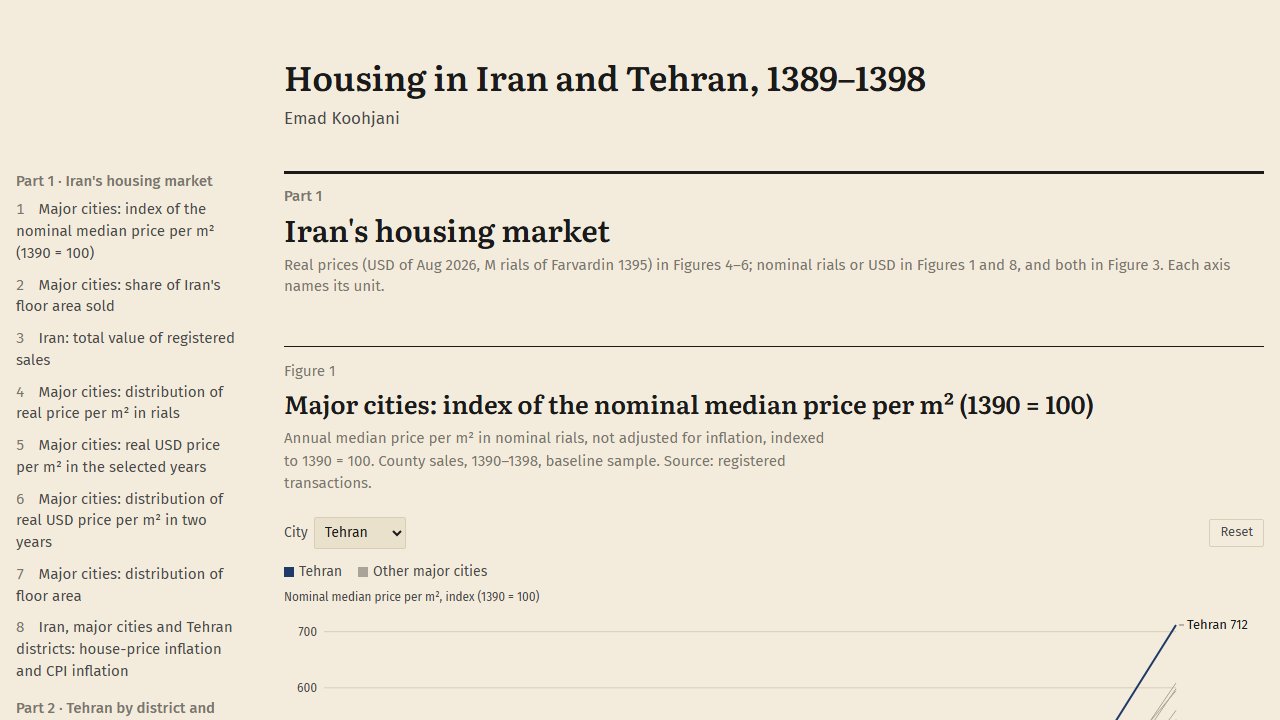 Housing in Iran and Tehran, 1389–1398
Emad Koohjani
Part 1 · Iran's housing market
1 Major cities: index of the
nominal median price per m²
(1390 = 100)
2 Major cities: share of Iran's
floor area sold
3 Iran: total value of registered
sales
4 Major cities: distribution of
real price per m² in rials
5 Major cities: real USD price
per m² in the selected years
6 Major cities: distribution of
real USD price per m² in two
years
7 Major cities: distribution of
floor area
8 Iran, major cities and Tehran
districts: house-price inflation
and CPI inflation
Part 2 · Tehran by district and
Part 1
Iran's housing market
Real prices (USD of Aug 2026, M rials of Farvardin 1395) in Figures 4–6; nominal rials or USD in Figures 1 and 8, and both in Figure 3. Each axis
names its unit.
Figure 1
Major cities: index of the nominal median price per m² (1390 = 100)
Annual median price per m² in nominal rials, not adjusted for inflation, indexed
to 1390 = 100. County sales, 1390–1398, baseline sample. Source: registered
transactions.
City Tehran
Reset
Tehran Other major cities
Nominal median price per m², index (1390 = 100)
700
Tehran 712
600